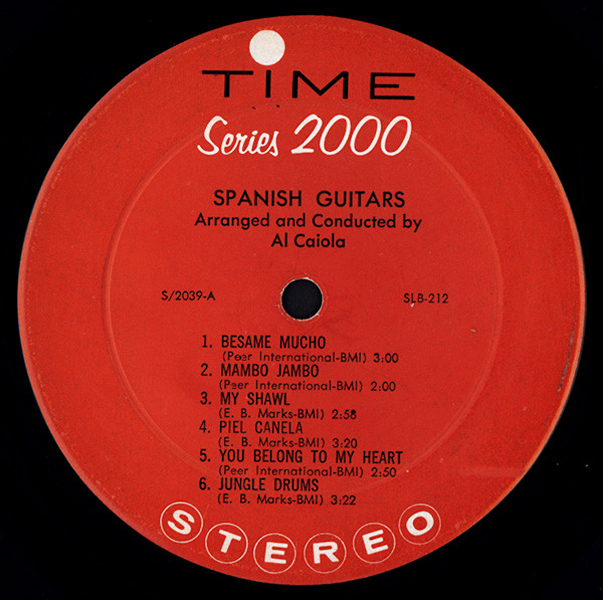 TIME
Series 2000
SPANISH GUITARS
Arranged and Conducted by
Al Caiola
S/2039-A
SLB-212
1. BESAME MUCHO
(Peer International-BMI) 3:00
2. MAMBO JAMBO
(Peer International-BMI) 2:00
3. MY SHAWL
(E. B. Marks-BMI) 2:58
4. PIEL CANELA
(E. B. Marks-BMI) 3:20
5. YOU BELONG TO MY HEART
(Peer International-BMI) 2:50
6. JUNGLE DRUMS
(E. B. Marks-BMI) 3:22
STEREO